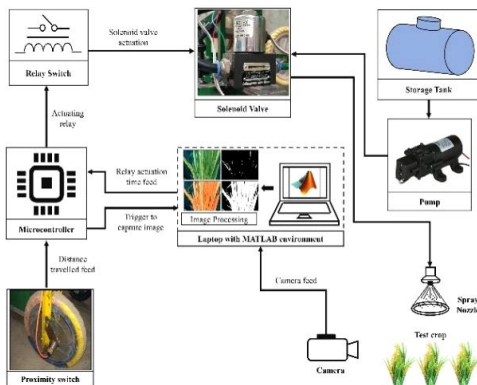 Solenoid valve
actuation
Relay Switch
Solenoid Valve
Storage Tank
Actuating
relay
Relay actuation
time feed
Pump
Microcontroller
Trigger to
capture image
Image Processing
Laptop with MATLAB environment
Distance
travelled feed
Camera feed
Spray
Nozzle
Test crop
Proximity switch
Camera